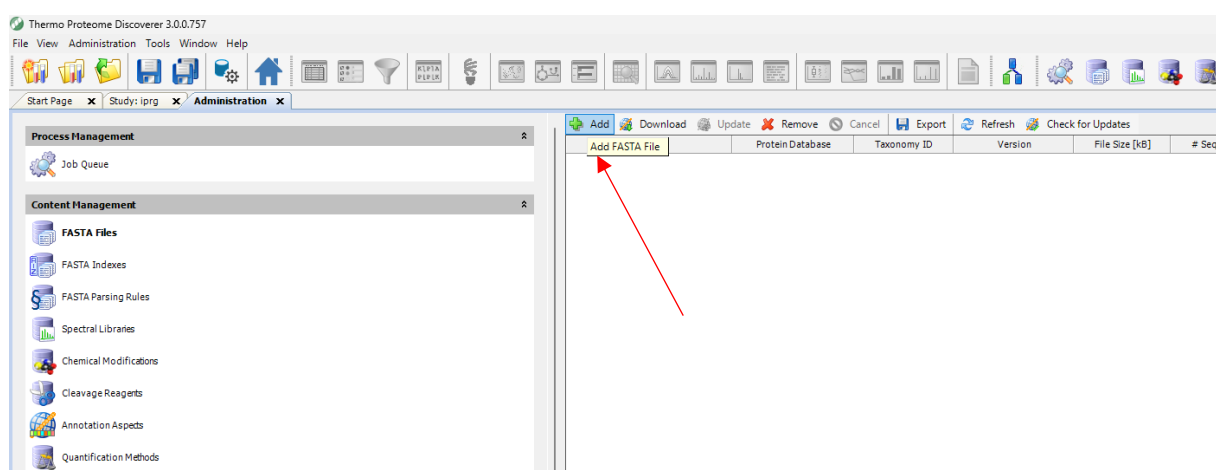 Thermo Proteome Discoverer 3.0.0.757
File View Administration Tools Window Help
Start Page x Study: iprg x Administration x
Process Management
Job Queue
Content Management
FASTA Files
FASTA Indexes
FASTA Parsing Rules
Spectral Libraries
Chemical Modifications
Cleavage Reagents
Annotation Aspects
Quantification Methods
Add Download Update Remove Cancel Export Refresh Check for Updates
Add FASTA File Protein Database Taxonomy ID Version File Size [kB] # Seq